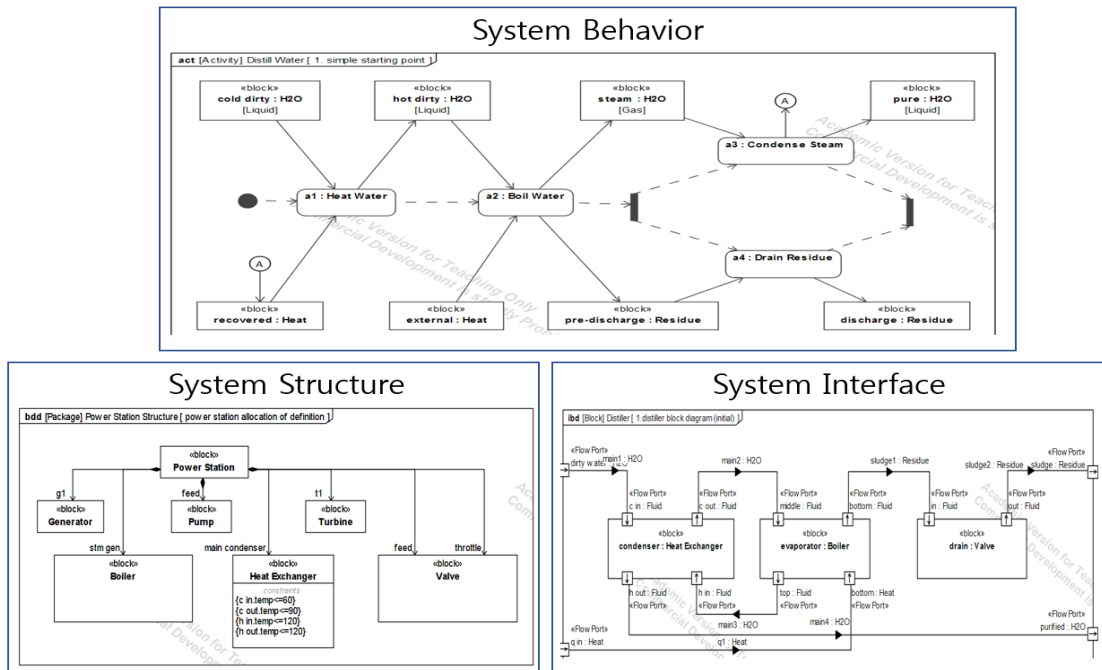 System Behavior
act [Activity] Distill Water [ 1. simple starting point ]
«block»
cold dirty : H2O
[Liquid]
«block»
hot dirty : H2O
[Liquid]
«block»
steam : H2O
[Gas]
A
«block»
pure : H2O
[Liquid]
a3 : Condense Steam
a1 : Heat Water
a2 : Boil Water
A
a4 : Drain Residue
«block»
recovered : Heat
«block»
external : Heat
«block»
pre-discharge : Residue
«block»
discharge : Residue
System Structure
bdd [Package] Power Station Structure [ power station allocation of definition ]
«block»
Power Station
g1
«block»
Generator
feed
«block»
Pump
t1
«block»
Turbine
stm gen
«block»
Boiler
main condenser
«block»
Heat Exchanger
constraints
{c in.temp<=60}
{c out.temp<=90}
{h in.temp<=120}
{h out.temp<=120}
feed
throttle
«block»
Valve
System Interface
ibd [Block] Distiller [ 1.distiller block diagram (initial) ]
«Flow Port»
dirty water : H2O
main1 : H2O
main2 : H2O
sludge1 : Residue
sludge2 : Residue
«Flow Port»
sludge : Residue
«Flow Port»
c in : Fluid
«Flow Port»
c out : Fluid
«Flow Port»
middle : Fluid
«Flow Port»
bottom : Fluid
«Flow Port»
in : Fluid
«Flow Port»
out : Fluid
«block»
condenser : Heat Exchanger
«block»
evaporator : Boiler
«block»
drain : Valve
h out : Fluid
«Flow Port»
h in : Fluid
«Flow Port»
top : Fluid
«Flow Port»
bottom : Heat
«Flow Port»
main3 : H2O
main4 : H2O
«Flow Port»
purified : H2O
«Flow Port»
q in : Heat
q1 : Heat